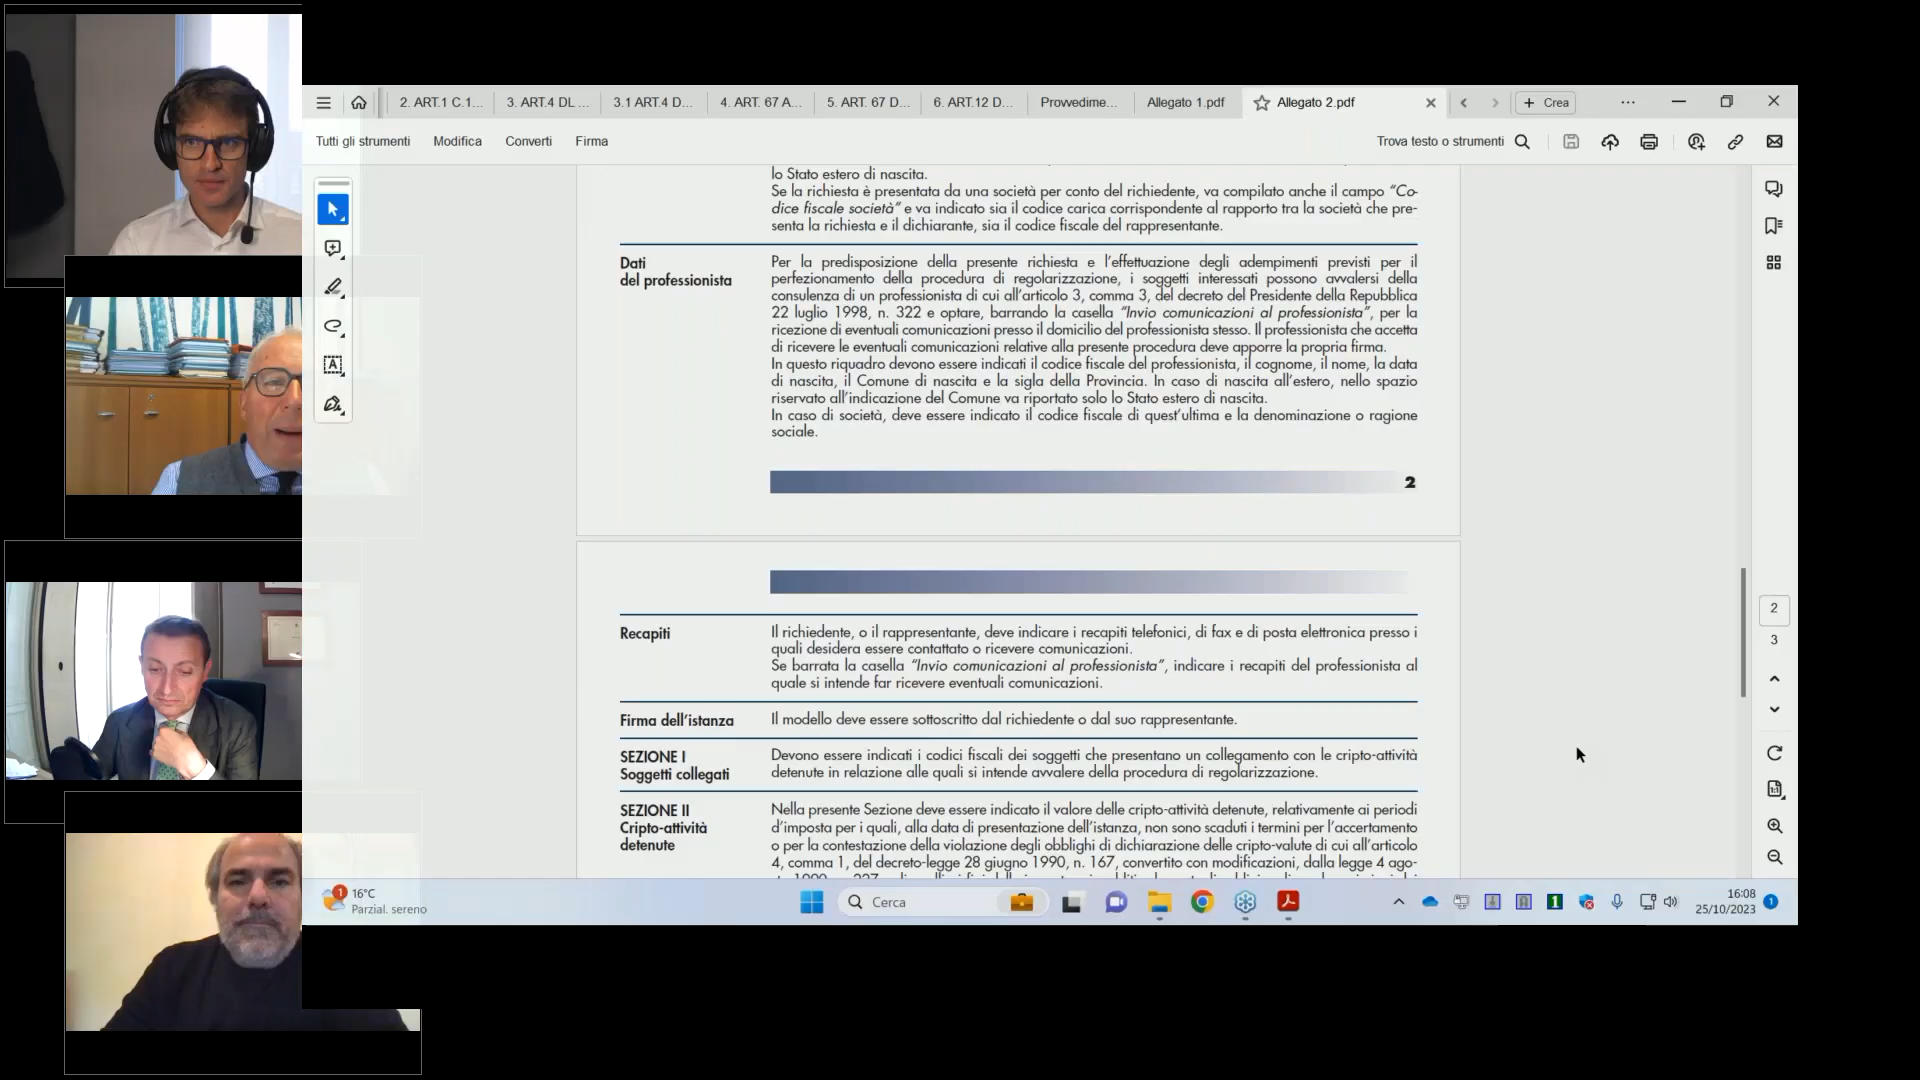 2. ART.1 C.1...
3. ART.4 DL ...
3.1 ART.4 D...
4. ART. 67 A...
5. ART. 67 D...
6. ART.12 D...
Provvedime...
Allegato 1.pdf
Allegato 2.pdf
Crea
Tutti gli strumenti
Modifica
Converti
Firma
Trova testo o strumenti
lo Stato estero di nascita.
Se la richiesta è presentata da una società per conto del richiedente, va compilato anche il campo “Co-
dice fiscale società” e va indicato sia il codice carica corrispondente al rapporto tra la società che pre-
senta la richiesta e il dichiarante, sia il codice fiscale del rappresentante.
Dati
del professionista
Per la predisposizione della presente richiesta e l’effettuazione degli adempimenti previsti per il
perfezionamento della procedura di regolarizzazione, i soggetti interessati possono avvalersi della
consulenza di un professionista di cui all’articolo 3, comma 3, del decreto del Presidente della Repubblica
22 luglio 1998, n. 322 e optare, barrando la casella “Invio comunicazioni al professionista”, per la
ricezione di eventuali comunicazioni presso il domicilio del professionista stesso. Il professionista che accetta
di ricevere le eventuali comunicazioni relative alla presente procedura deve apporre la propria firma.
In questo riquadro devono essere indicati il codice fiscale del professionista, il cognome, il nome, la data
di nascita, il Comune di nascita e la sigla della Provincia. In caso di nascita all’estero, nello spazio
riservato all’indicazione del Comune va riportato solo lo Stato estero di nascita.
In caso di società, deve essere indicato il codice fiscale di quest’ultima e la denominazione o ragione
sociale.
2
Recapiti
Il richiedente, o il rappresentante, deve indicare i recapiti telefonici, di fax e di posta elettronica presso i
quali desidera essere contattato o ricevere comunicazioni.
Se barrata la casella “Invio comunicazioni al professionista”, indicare i recapiti del professionista al
quale si intende far ricevere eventuali comunicazioni.
Firma dell’istanza
Il modello deve essere sottoscritto dal richiedente o dal suo rappresentante.
SEZIONE I
Soggetti collegati
Devono essere indicati i codici fiscali dei soggetti che presentano un collegamento con le cripto-attività
detenute in relazione alle quali si intende avvalere della procedura di regolarizzazione.
SEZIONE II
Cripto-attività
detenute
Nella presente Sezione deve essere indicato il valore delle cripto-attività detenute, relativamente ai periodi
d’imposta per i quali, alla data di presentazione dell’istanza, non sono scaduti i termini per l’accertamento
o per la contestazione della violazione degli obblighi di dichiarazione delle cripto-valute di cui all’articolo
4, comma 1, del decreto-legge 28 giugno 1990, n. 167, convertito con modificazioni, dalla legge 4 ago-
2
3
1
16°C
Parzial. sereno
Cerca
1
16:08
25/10/2023
1